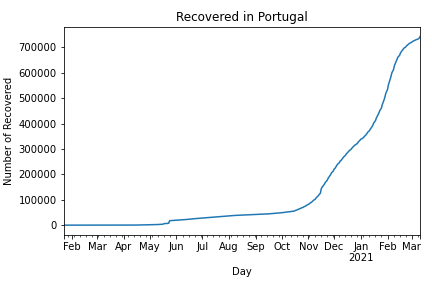 Recovered in Portugal
Number of Recovered
700000
600000
500000
400000
300000
200000
100000
0
Feb Mar Apr May Jun Jul Aug Sep Oct Nov Dec Jan Feb Mar
2021
Day